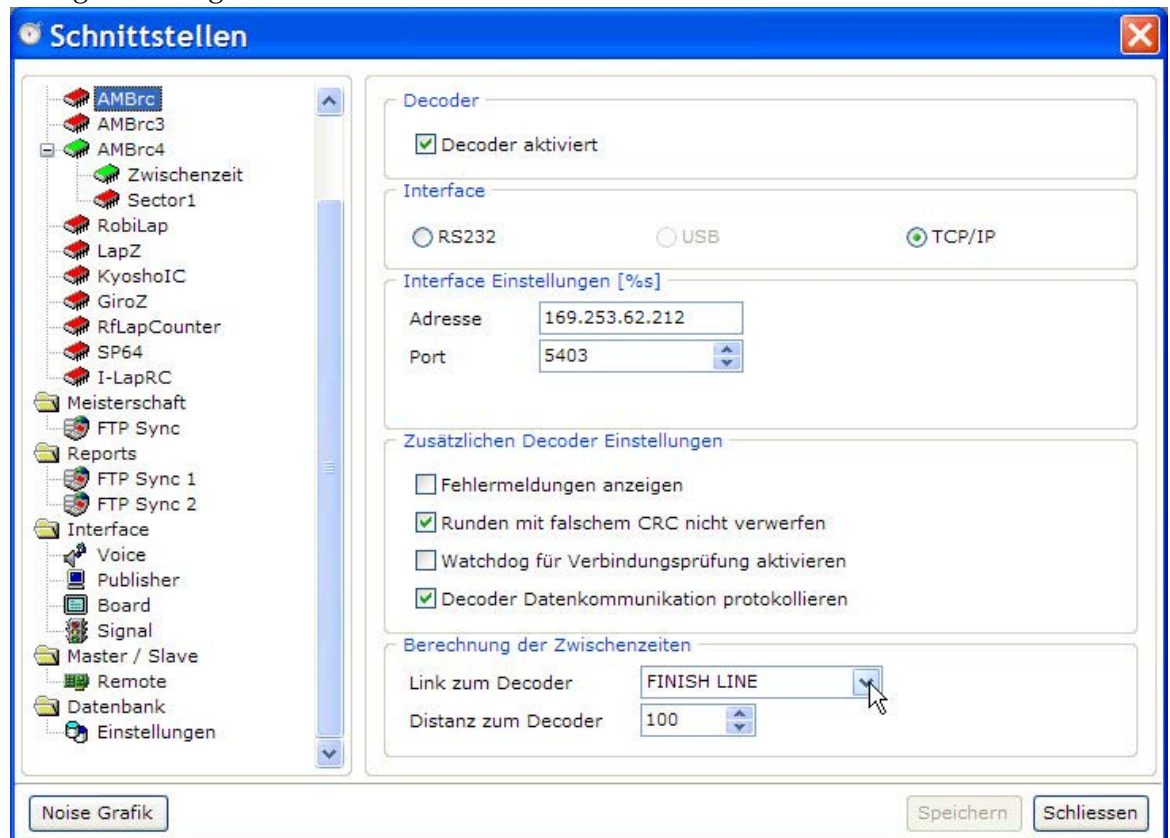 Schnittstellen
AMBrc
AMBrc3
AMBrc4
Zwischenzeit
Sector1
RobiLap
LapZ
KyoshoIC
GiroZ
RfLapCounter
SP64
I-LapRC
Meisterschaft
FTP Sync
Reports
FTP Sync 1
FTP Sync 2
Interface
Voice
Publisher
Board
Signal
Master / Slave
Remote
Datenbank
Einstellungen
Decoder
Decoder aktiviert
Interface
RS232 USB TCP/IP
Interface Einstellungen [%s]
Adresse 169.253.62.212
Port 5403
Zusätzlichen Decoder Einstellungen
Fehlermeldungen anzeigen
Runden mit falschem CRC nicht verwerfen
Watchdog für Verbindungsprüfung aktivieren
Decoder Datenkommunikation protokollieren
Berechnung der Zwischenzeiten
Link zum Decoder FINISH LINE
Distanz zum Decoder 100
Noise Grafik Speichern Schliessen